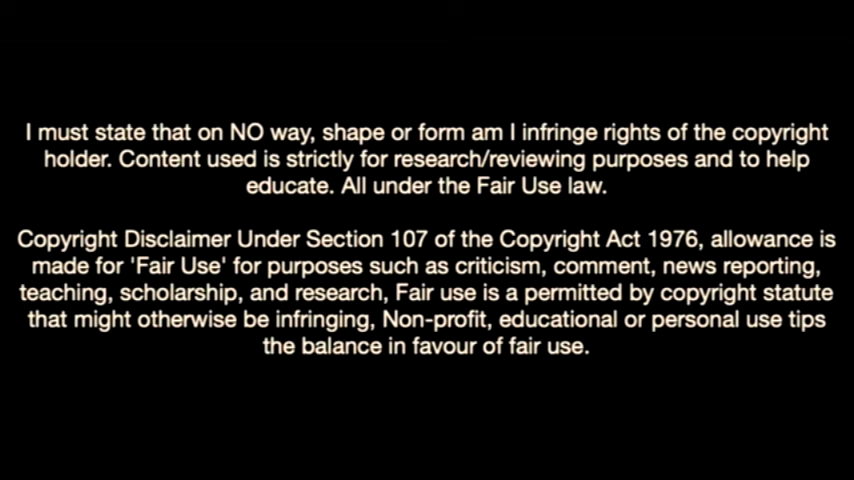 I must state that on NO way, shape or form am I infringe rights of the copyright
holder. Content used is strictly for research/reviewing purposes and to help
educate. All under the Fair Use law.
Copyright Disclaimer Under Section 107 of the Copyright Act 1976, allowance is
made for 'Fair Use' for purposes such as criticism, comment, news reporting,
teaching, scholarship, and research, Fair use is a permitted by copyright statute
that might otherwise be infringing, Non-profit, educational or personal use tips
the balance in favour of fair use.